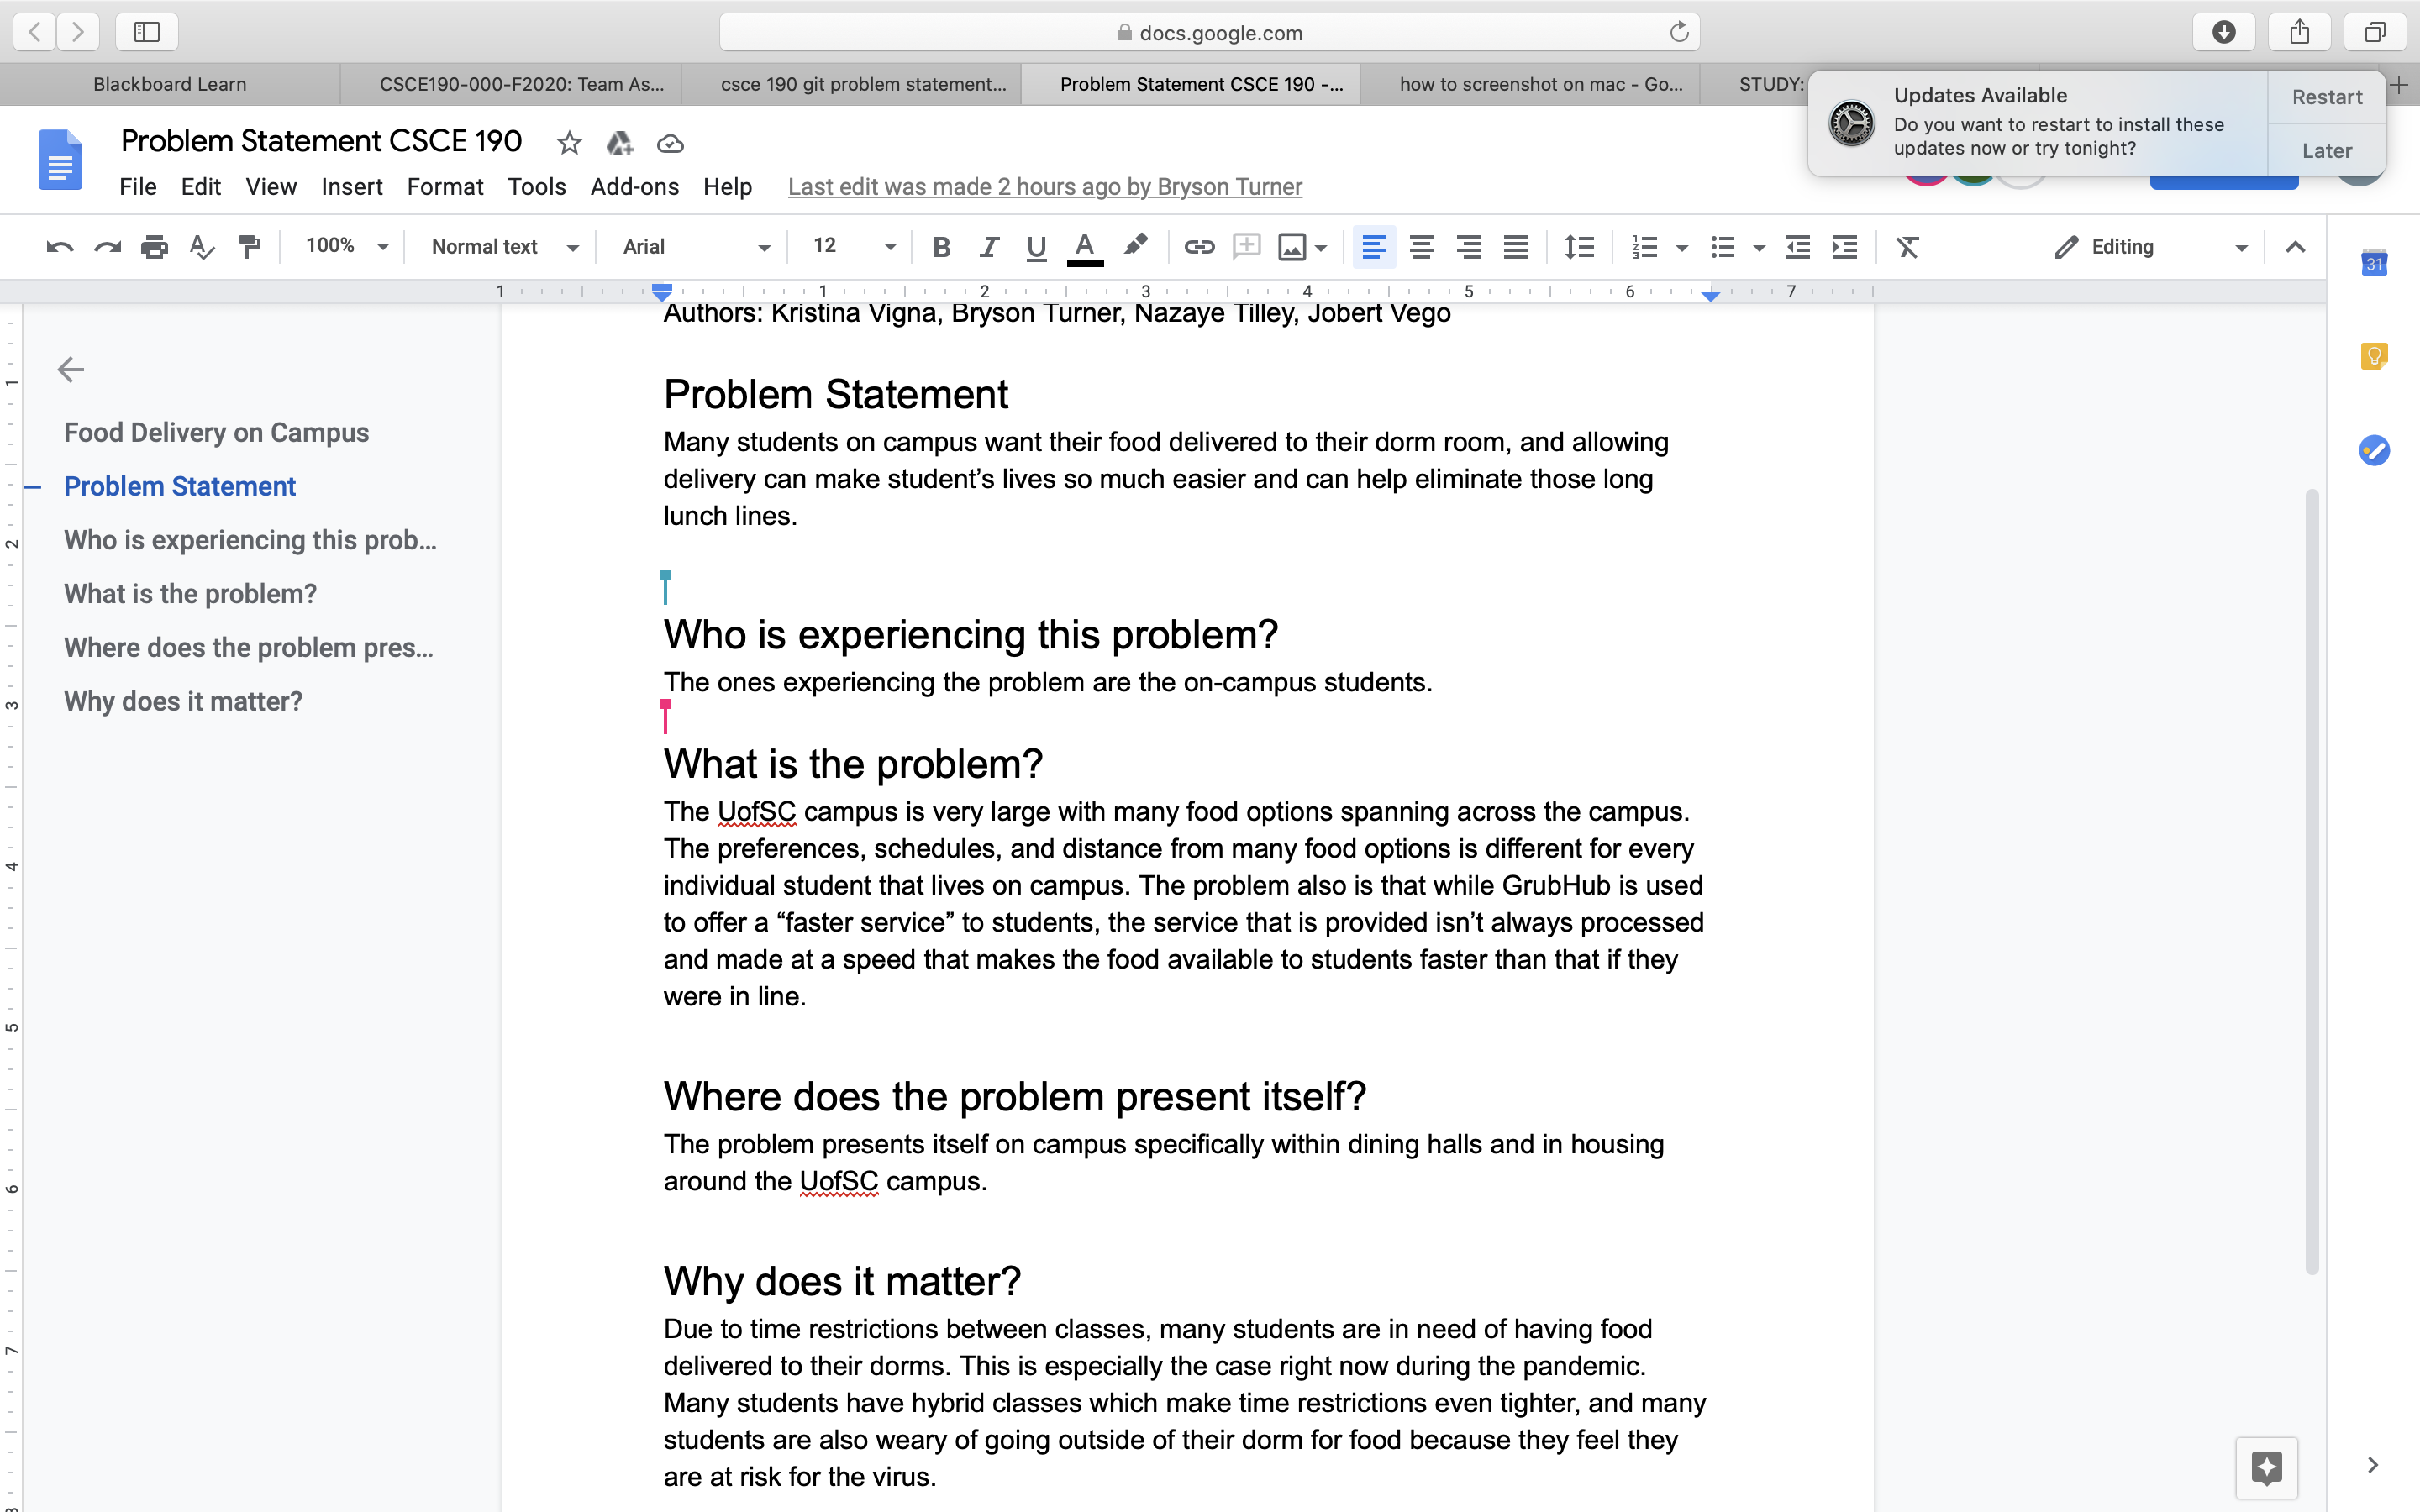 docs.google.com
Blackboard Learn
CSCE190-000-F2020: Team As...
csce 190 git problem statement...
Problem Statement CSCE 190 -...
how to screenshot on mac - Go...
STUDY:
Updates Available
Do you want to restart to install these
updates now or try tonight?
Restart
Later
Problem Statement CSCE 190
File Edit View Insert Format Tools Add-ons Help Last edit was made 2 hours ago by Bryson Turner
100% Normal text Arial 12 B I U A Editing
31
1 1 2 3 4 5 6 7
1
2
3
4
5
6
7
Food Delivery on Campus
Problem Statement
Who is experiencing this prob...
What is the problem?
Where does the problem pres...
Why does it matter?
Authors: Kristina Vigna, Bryson Turner, Nazaye Tilley, Jobert Vego
Problem Statement
Many students on campus want their food delivered to their dorm room, and allowing
delivery can make student’s lives so much easier and can help eliminate those long
lunch lines.
Who is experiencing this problem?
The ones experiencing the problem are the on-campus students.
What is the problem?
The UofSC campus is very large with many food options spanning across the campus.
The preferences, schedules, and distance from many food options is different for every
individual student that lives on campus. The problem also is that while GrubHub is used
to offer a “faster service” to students, the service that is provided isn’t always processed
and made at a speed that makes the food available to students faster than that if they
were in line.
Where does the problem present itself?
The problem presents itself on campus specifically within dining halls and in housing
around the UofSC campus.
Why does it matter?
Due to time restrictions between classes, many students are in need of having food
delivered to their dorms. This is especially the case right now during the pandemic.
Many students have hybrid classes which make time restrictions even tighter, and many
students are also weary of going outside of their dorm for food because they feel they
are at risk for the virus.